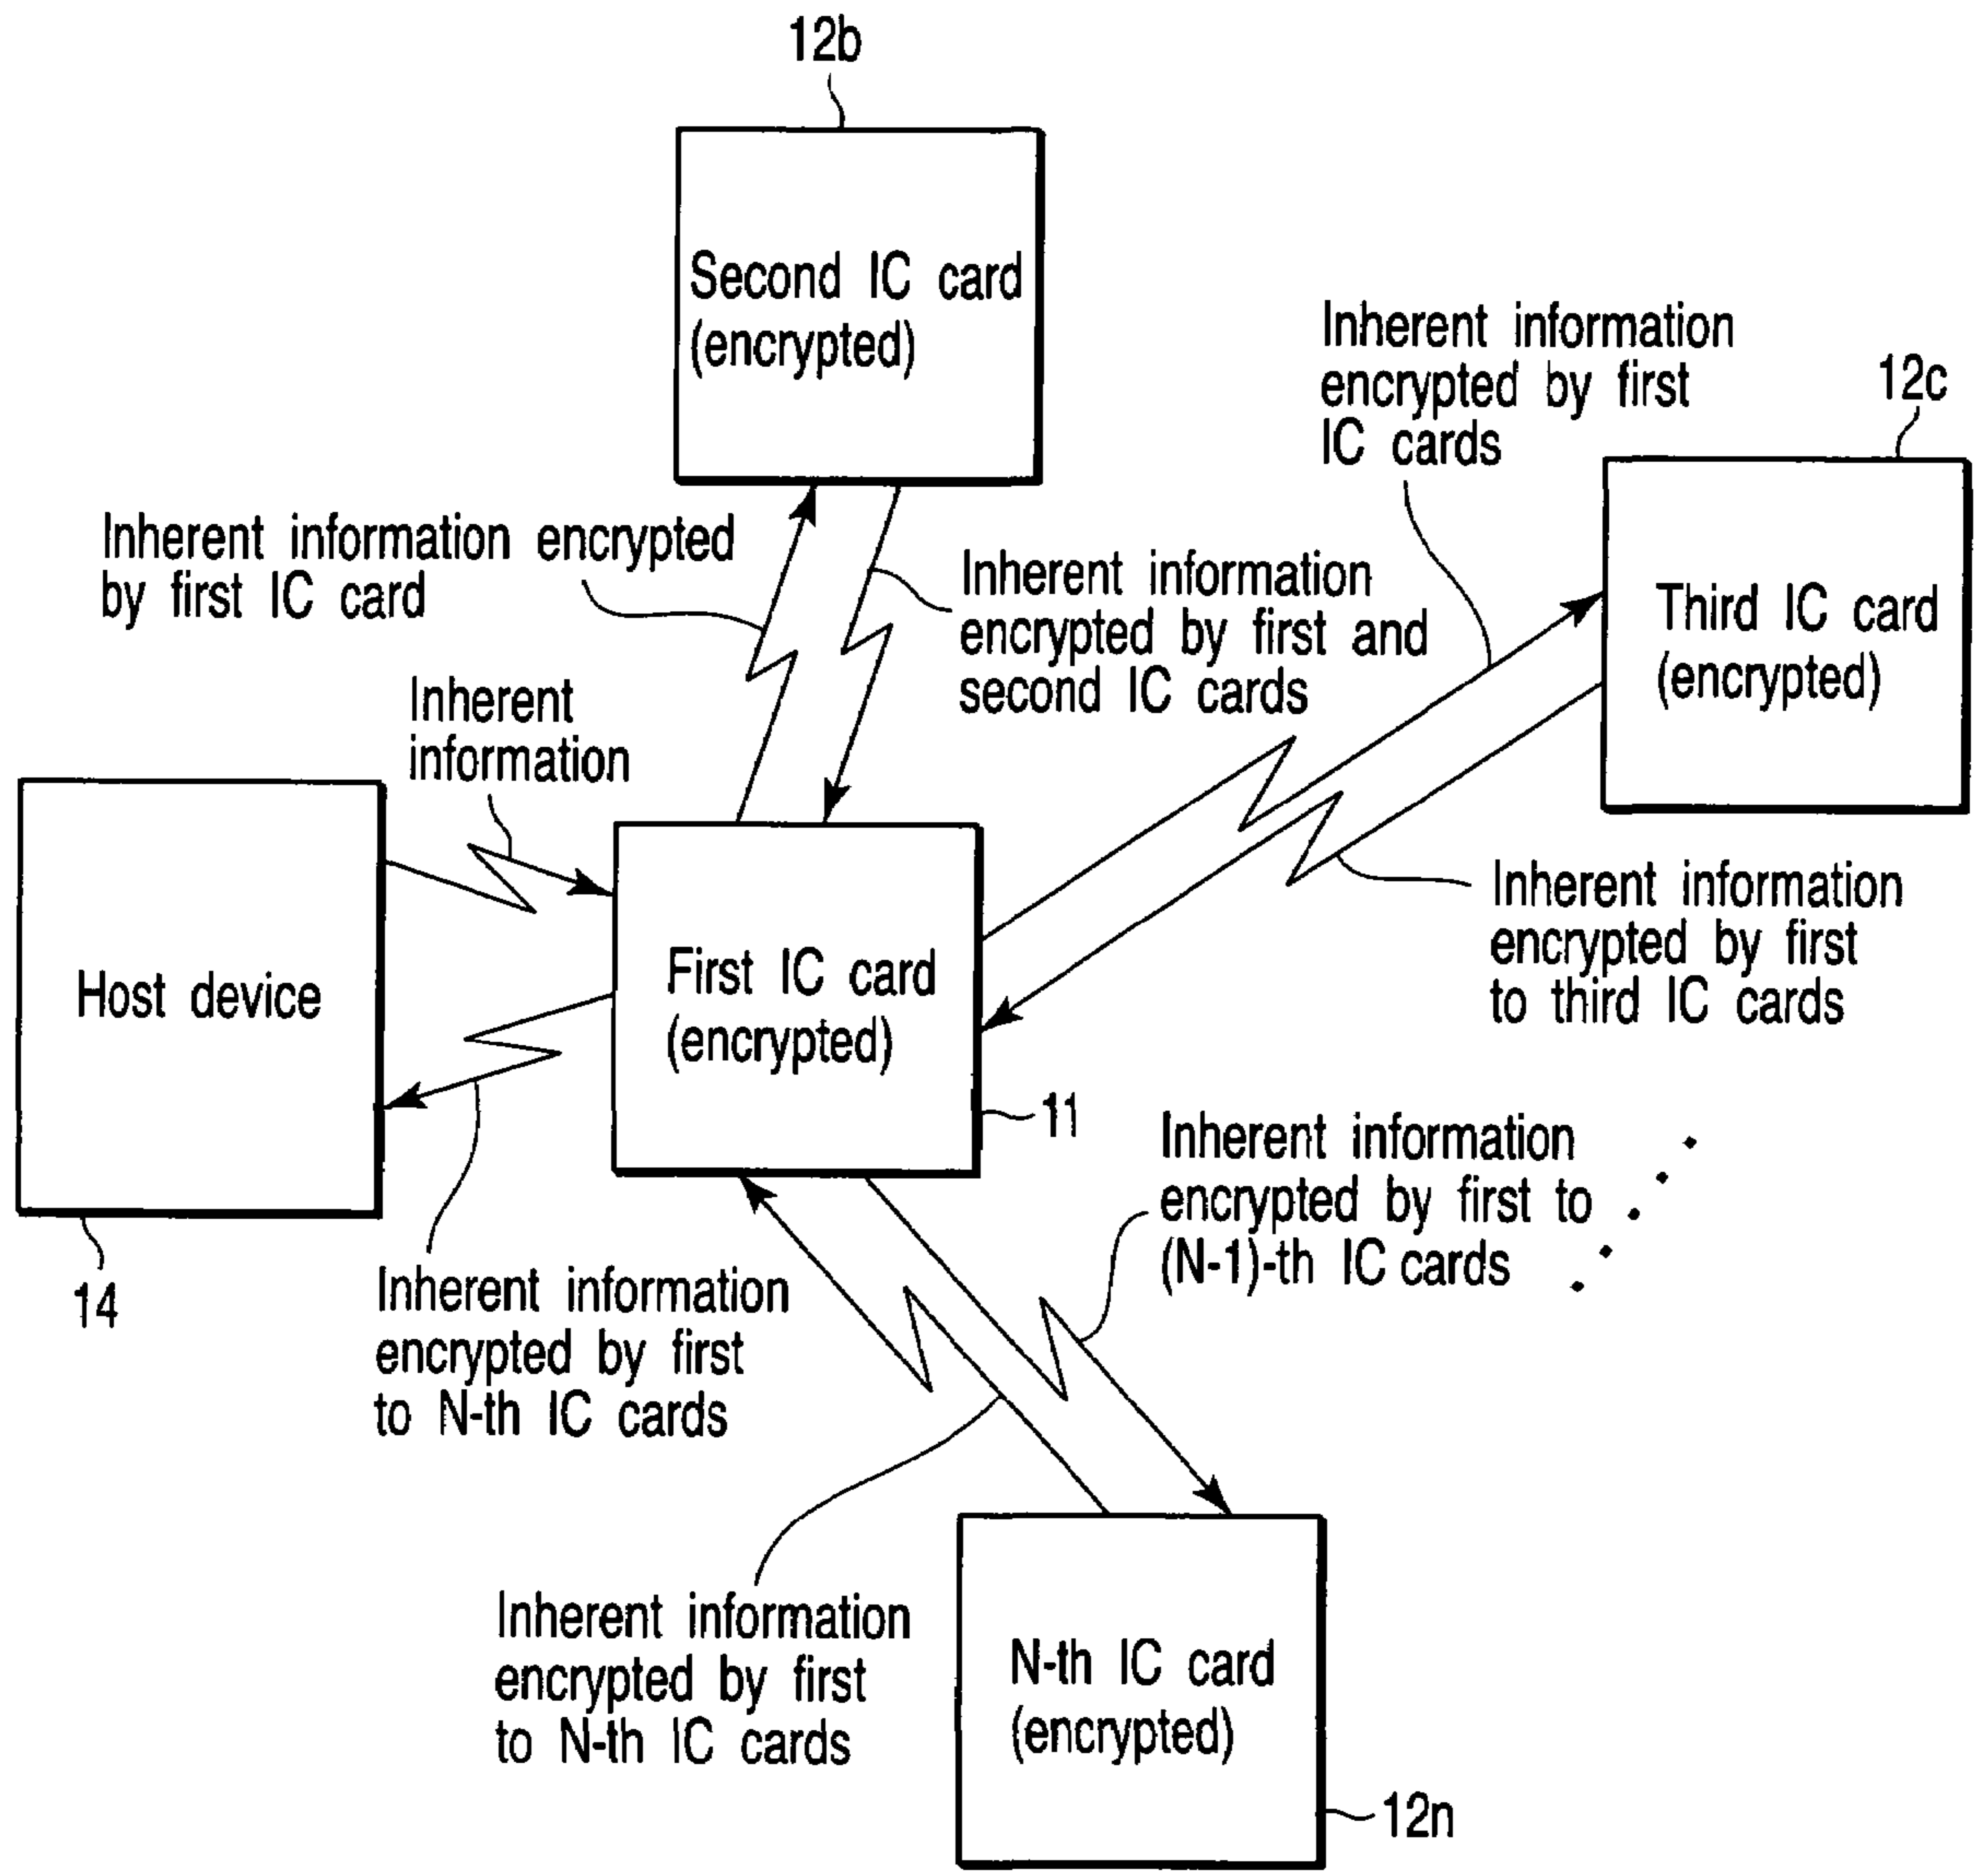 12b
Second IC card
(encrypted)
Inherent information
encrypted by first
IC cards
12c
Inherent information encrypted
by first IC card
Inherent information
encrypted by first and
second IC cards
Third IC card
(encrypted)
Inherent
information
Host device
First IC card
(encrypted)
Inherent information
encrypted by first
to third IC cards
11
Inherent information
encrypted by first to
(N-1)-th IC cards
14
Inherent information
encrypted by first
to N-th IC cards
Inherent information
encrypted by first
to N-th IC cards
N-th IC card
(encrypted)
12n